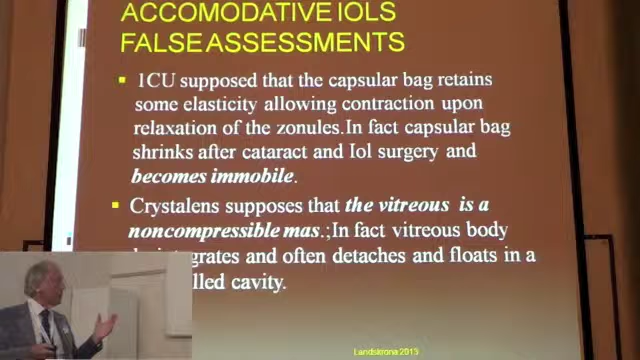 ACCOMODATIVE IOLS
FALSE ASSESSMENTS
1CU supposed that the capsular bag retains
some elasticity allowing contraction upon
relaxation of the zonules.In fact capsular bag
shrinks after cataract and Iol surgery and
becomes immobile.
Crystalens supposes that the vitreous is a
noncompressible mas.;In fact vitreous body
and often detaches and floats in a
cavity.
Landskrona 2013